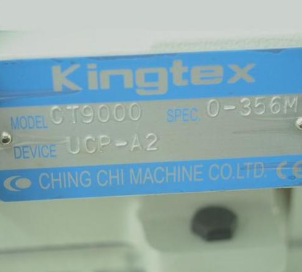 Kingtex
MODEL CT9000 SPEC. 0-356M
DEVICE UCP-A2
CHING CHI MACHINE CO.LTD. CE